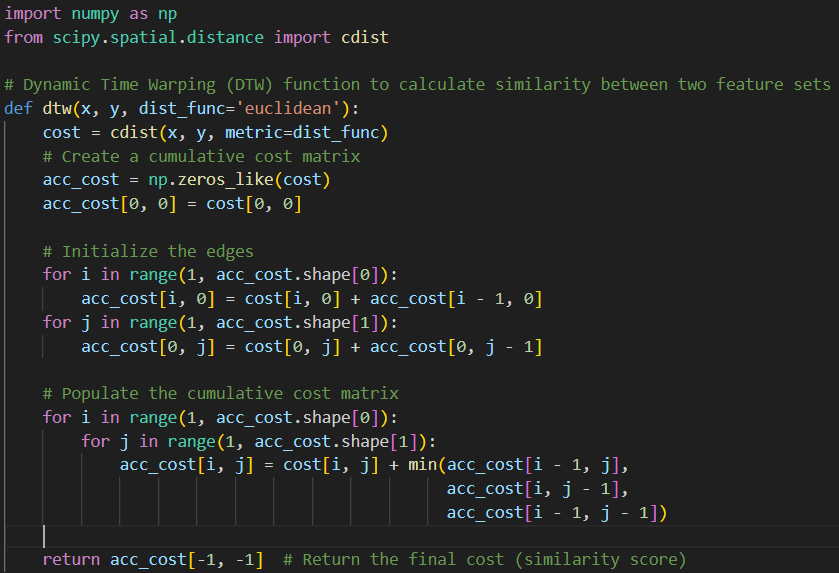 import numpy as np
from scipy.spatial.distance import cdist

# Dynamic Time Warping (DTW) function to calculate similarity between two feature sets
def dtw(x, y, dist_func='euclidean'):
    cost = cdist(x, y, metric=dist_func)
    # Create a cumulative cost matrix
    acc_cost = np.zeros_like(cost)
    acc_cost[0, 0] = cost[0, 0]

    # Initialize the edges
    for i in range(1, acc_cost.shape[0]):
        acc_cost[i, 0] = cost[i, 0] + acc_cost[i - 1, 0]
    for j in range(1, acc_cost.shape[1]):
        acc_cost[0, j] = cost[0, j] + acc_cost[0, j - 1]

    # Populate the cumulative cost matrix
    for i in range(1, acc_cost.shape[0]):
        for j in range(1, acc_cost.shape[1]):
            acc_cost[i, j] = cost[i, j] + min(acc_cost[i - 1, j],
                                              acc_cost[i, j - 1],
                                              acc_cost[i - 1, j - 1])

    return acc_cost[-1, -1]  # Return the final cost (similarity score)